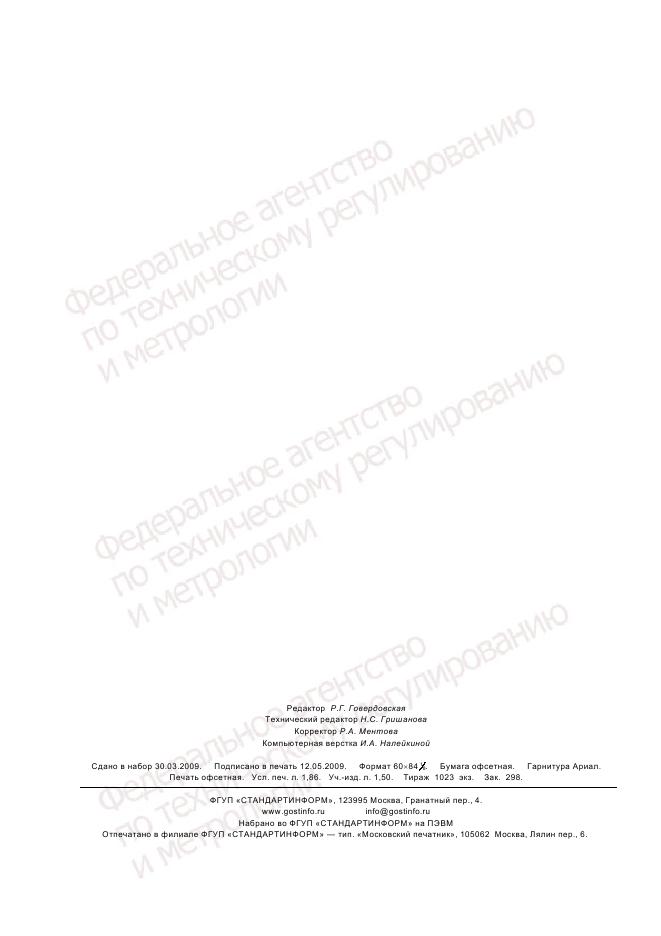 Федеральное агентство
по техническому регулированию
и метрологии
Федеральное агентство
по техническому регулированию
и метрологии
Федеральное агентство
по техническому регулированию
и метрологии
Редактор Р.Г. Говердовская
Технический редактор Н.С. Гришанова
Корректор Р.А. Ментова
Компьютерная верстка И.А. Налейкиной
Сдано в набор 30.03.2009. Подписано в печать 12.05.2009. Формат 60×84 Бумага офсетная. Гарнитура Ариал.
Печать офсетная. Усл. печ. л. 1,86. Уч.-изд. л. 1,50. Тираж 1023 экз. Зак. 298.
ФГУП «СТАНДАРТИНФОРМ», 123995 Москва, Гранатный пер., 4.
www.gostinfo.ru info@gostinfo.ru
Набрано во ФГУП «СТАНДАРТИНФОРМ» на ПЭВМ
Отпечатано в филиале ФГУП «СТАНДАРТИНФОРМ» — тип. «Московский печатник», 105062 Москва, Лялин пер., 6.